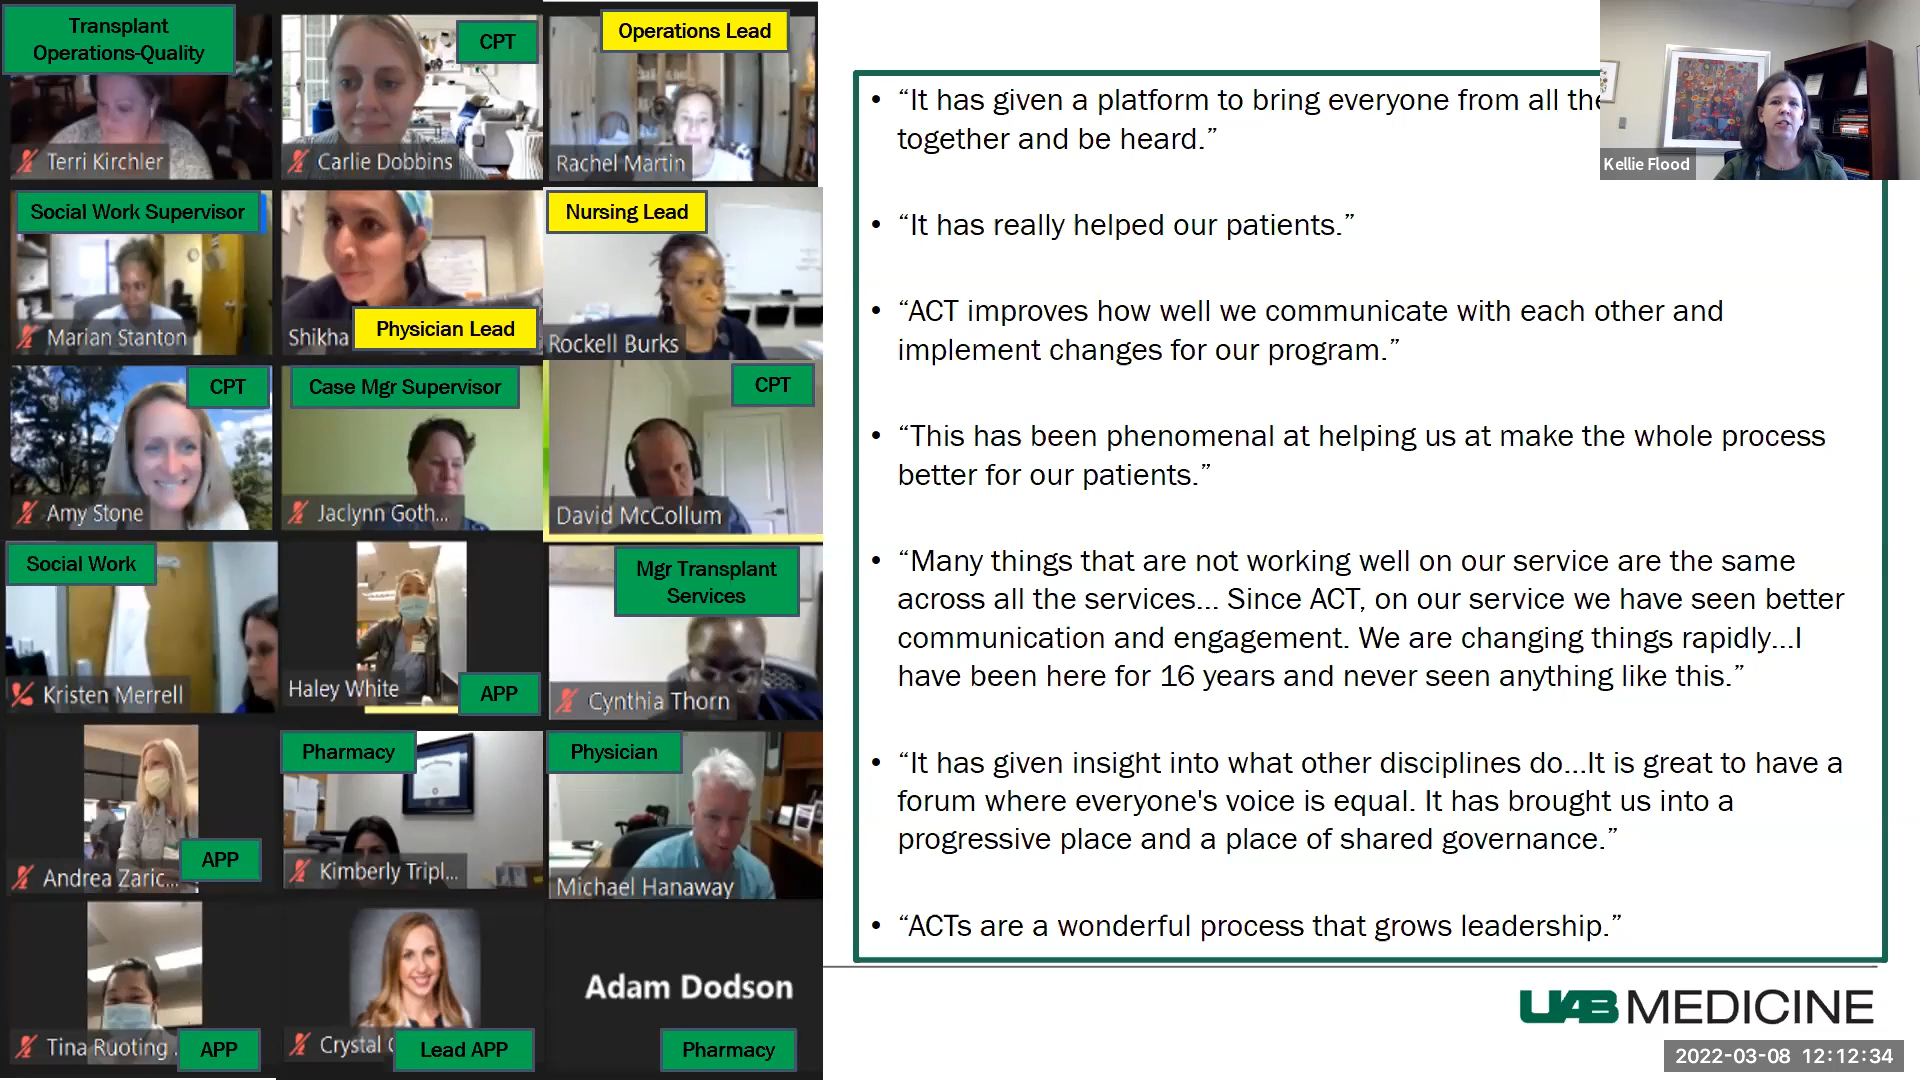 Transplant
Operations-Quality
Terri Kirchler
CPT
Carlie Dobbins
Operations Lead
Rachel Martin
Social Work Supervisor
Marian Stanton
Shikha
Physician Lead
Nursing Lead
Rockell Burks
CPT
Amy Stone
Case Mgr Supervisor
Jaclynn Goth...
CPT
David McCollum
Social Work
Kristen Merrell
Haley White
APP
Mgr Transplant
Services
Cynthia Thorn
Andrea Zaric...
APP
Pharmacy
Kimberly Tripl...
Physician
Michael Hanaway
Tina Ruoting
APP
Crystal
Lead APP
Adam Dodson
Pharmacy
• “It has given a platform to bring everyone from all the
together and be heard.”
• “It has really helped our patients.”
• “ACT improves how well we communicate with each other and
implement changes for our program.”
• “This has been phenomenal at helping us at make the whole process
better for our patients.”
• “Many things that are not working well on our service are the same
across all the services... Since ACT, on our service we have seen better
communication and engagement. We are changing things rapidly...I
have been here for 16 years and never seen anything like this.”
• “It has given insight into what other disciplines do...It is great to have a
forum where everyone's voice is equal. It has brought us into a
progressive place and a place of shared governance.”
• “ACTs are a wonderful process that grows leadership.”
Kellie Flood
UAB MEDICINE
2022-03-08 12:12:34